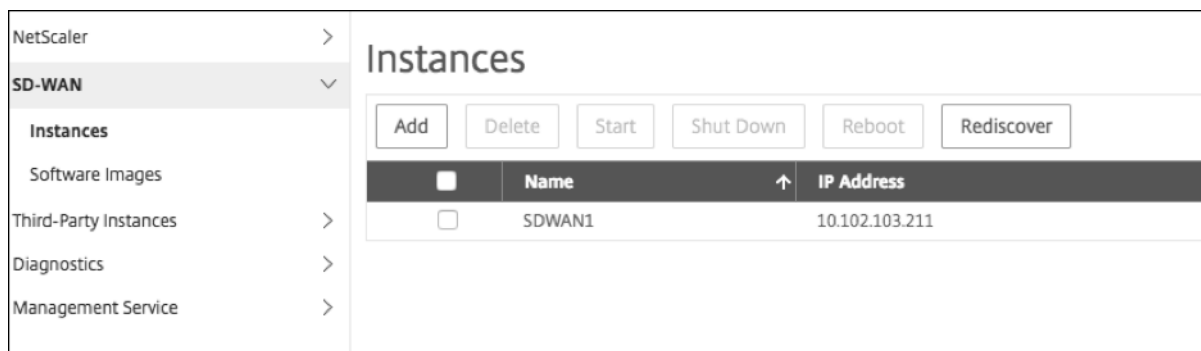 NetScaler
SD-WAN
Instances
Software Images
Third-Party Instances
Diagnostics
Management Service
Instances
Add Delete Start Shut Down Reboot Rediscover
Name IP Address
SDWAN1 10.102.103.211